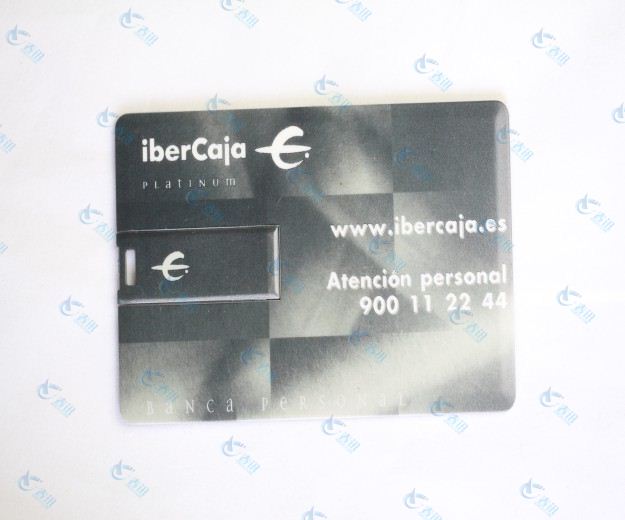 iberCaja
PLatinum
www.ibercaja.es
Atención personal
900 11 22 44
Banca Personal